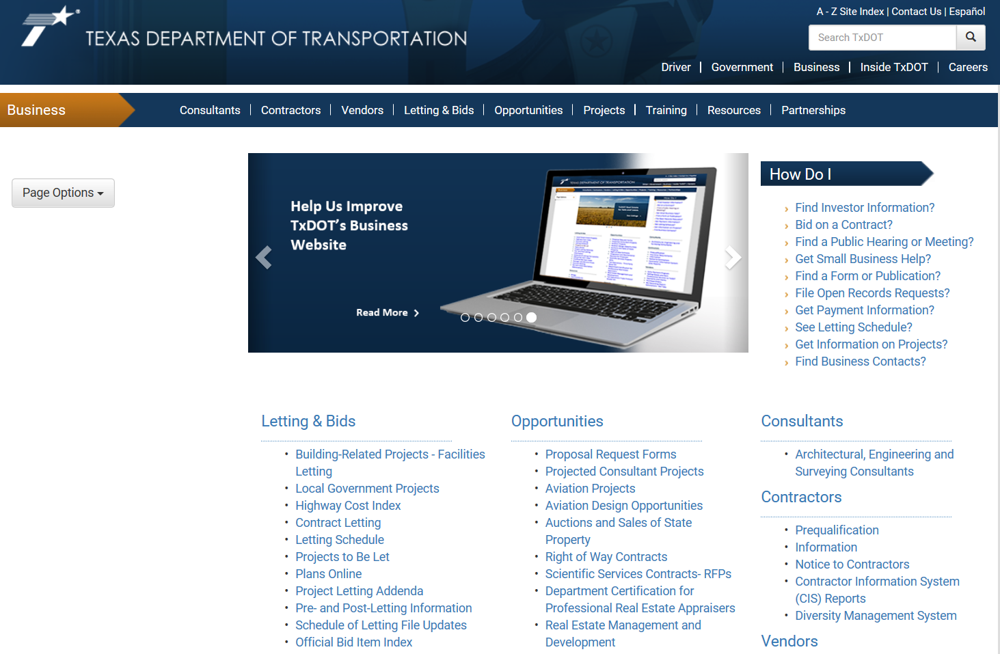 A - Z Site Index | Contact Us | Español
TEXAS DEPARTMENT OF TRANSPORTATION
Search TxDOT
Driver | Government | Business | Inside TxDOT | Careers
Business
Consultants | Contractors | Vendors | Letting & Bids | Opportunities | Projects | Training | Resources | Partnerships
Page Options
Help Us Improve
TxDOT's Business
Website
Read More
TEXAS DEPARTMENT OF TRANSPORTATION
How Do I
Find Investor Information?
Bid on a Contract?
Find a Public Hearing or Meeting?
Get Small Business Help?
Find a Form or Publication?
File Open Records Requests?
Get Payment Information?
See Letting Schedule?
Get Information on Projects?
Find Business Contacts?
Letting & Bids
Building-Related Projects - Facilities
Letting
Local Government Projects
Highway Cost Index
Contract Letting
Letting Schedule
Projects to Be Let
Plans Online
Project Letting Addenda
Pre- and Post-Letting Information
Schedule of Letting File Updates
Official Bid Item Index
Opportunities
Proposal Request Forms
Projected Consultant Projects
Aviation Projects
Aviation Design Opportunities
Auctions and Sales of State
Property
Right of Way Contracts
Scientific Services Contracts- RFPs
Department Certification for
Professional Real Estate Appraisers
Real Estate Management and
Development
Consultants
Architectural, Engineering and
Surveying Consultants
Contractors
Prequalification
Information
Notice to Contractors
Contractor Information System
(CIS) Reports
Diversity Management System
Vendors